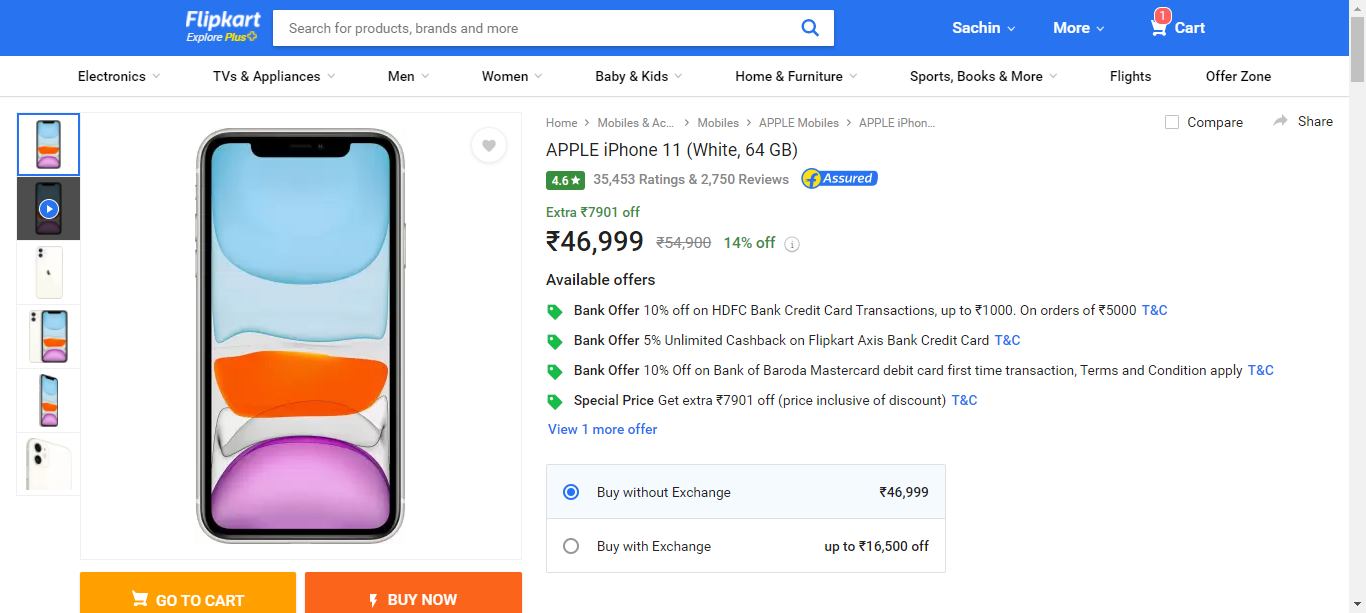 Flipkart
Explore Plus
Search for products, brands and more
Sachin
More
1
Cart
Electronics
TVs & Appliances
Men
Women
Baby & Kids
Home & Furniture
Sports, Books & More
Flights
Offer Zone
Home > Mobiles & Ac... > Mobiles > APPLE Mobiles > APPLE iPhon...
Compare
Share
APPLE iPhone 11 (White, 64 GB)
4.6★ 35,453 Ratings & 2,750 Reviews
Assured
Extra ₹7901 off
₹46,999 ₹54,900 14% off
Available offers
Bank Offer 10% off on HDFC Bank Credit Card Transactions, up to ₹1000. On orders of ₹5000 T&C
Bank Offer 5% Unlimited Cashback on Flipkart Axis Bank Credit Card T&C
Bank Offer 10% Off on Bank of Baroda Mastercard debit card first time transaction, Terms and Condition apply T&C
Special Price Get extra ₹7901 off (price inclusive of discount) T&C
View 1 more offer
Buy without Exchange ₹46,999
Buy with Exchange up to ₹16,500 off
GO TO CART
BUY NOW